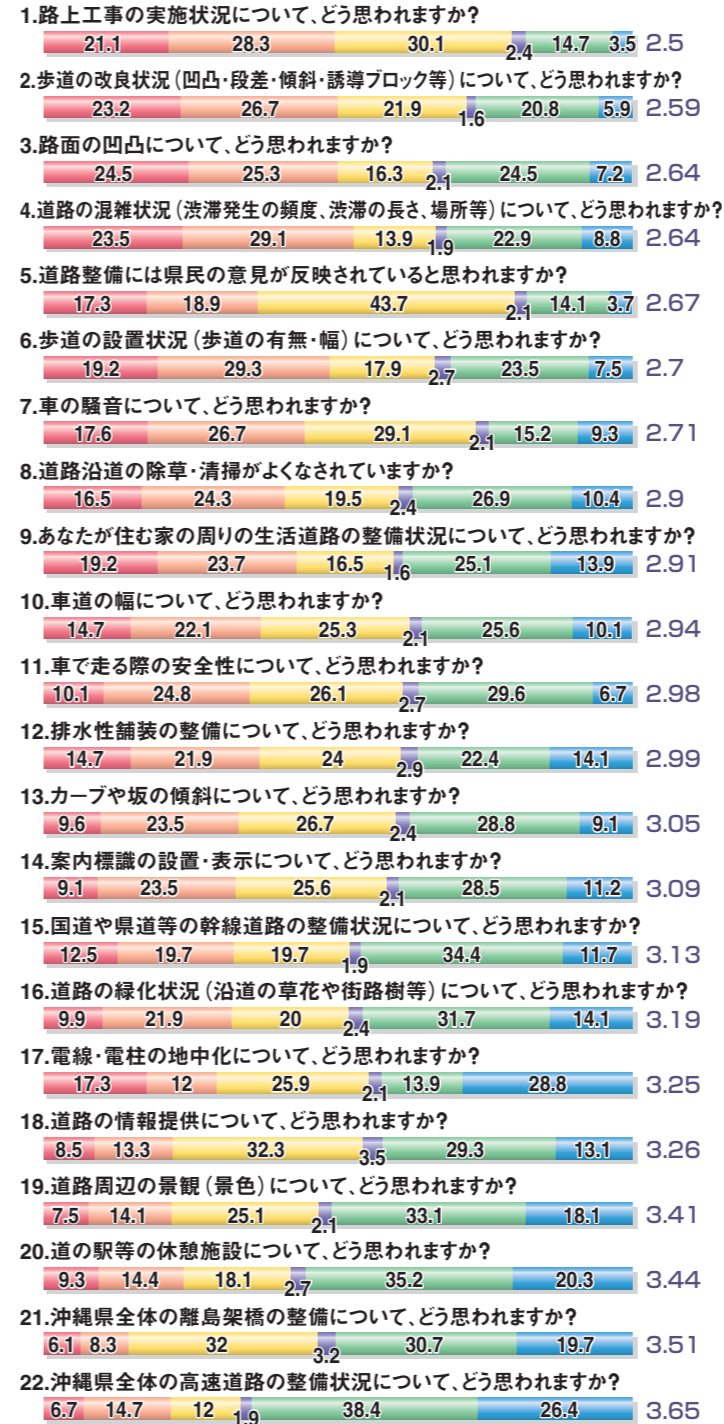 1.路上工事の実施状況について、どう思われますか?
21.1 28.3 30.1 2.4 14.7 3.5 2.5
2.歩道の改良状況(凹凸・段差・傾斜・誘導ブロック等)について、どう思われますか?
23.2 26.7 21.9 1.6 20.8 5.9 2.59
3.路面の凹凸について、どう思われますか?
24.5 25.3 16.3 2.1 24.5 7.2 2.64
4.道路の混雑状況(渋滞発生の頻度、渋滞の長さ、場所等)について、どう思われますか?
23.5 29.1 13.9 1.9 22.9 8.8 2.64
5.道路整備には県民の意見が反映されていると思われますか?
17.3 18.9 43.7 2.1 14.1 3.7 2.67
6.歩道の設置状況(歩道の有無・幅)について、どう思われますか?
19.2 29.3 17.9 2.7 23.5 7.5 2.7
7.車の騒音について、どう思われますか?
17.6 26.7 29.1 2.1 15.2 9.3 2.71
8.道路沿道の除草・清掃がよくなされていますか?
16.5 24.3 19.5 2.4 26.9 10.4 2.9
9.あなたが住む家の周りの生活道路の整備状況について、どう思われますか?
19.2 23.7 16.5 1.6 25.1 13.9 2.91
10.車道の幅について、どう思われますか?
14.7 22.1 25.3 2.1 25.6 10.1 2.94
11.車で走る際の安全性について、どう思われますか?
10.1 24.8 26.1 2.7 29.6 6.7 2.98
12.排水性舗装の整備について、どう思われますか?
14.7 21.9 24 2.9 22.4 14.1 2.99
13.カーブや坂の傾斜について、どう思われますか?
9.6 23.5 26.7 2.4 28.8 9.1 3.05
14.案内標識の設置・表示について、どう思われますか?
9.1 23.5 25.6 2.1 28.5 11.2 3.09
15.国道や県道等の幹線道路の整備状況について、どう思われますか?
12.5 19.7 19.7 1.9 34.4 11.7 3.13
16.道路の緑化状況(沿道の草花や街路樹等)について、どう思われますか?
9.9 21.9 20 2.4 31.7 14.1 3.19
17.電線・電柱の地中化について、どう思われますか?
17.3 12 25.9 2.1 13.9 28.8 3.25
18.道路の情報提供について、どう思われますか?
8.5 13.3 32.3 3.5 29.3 13.1 3.26
19.道路周辺の景観(景色)について、どう思われますか?
7.5 14.1 25.1 2.1 33.1 18.1 3.41
20.道の駅等の休憩施設について、どう思われますか?
9.3 14.4 18.1 2.7 35.2 20.3 3.44
21.沖縄県全体の離島架橋の整備について、どう思われますか?
6.1 8.3 32 3.2 30.7 19.7 3.51
22.沖縄県全体の高速道路の整備状況について、どう思われますか?
6.7 14.7 12 1.9 38.4 26.4 3.65